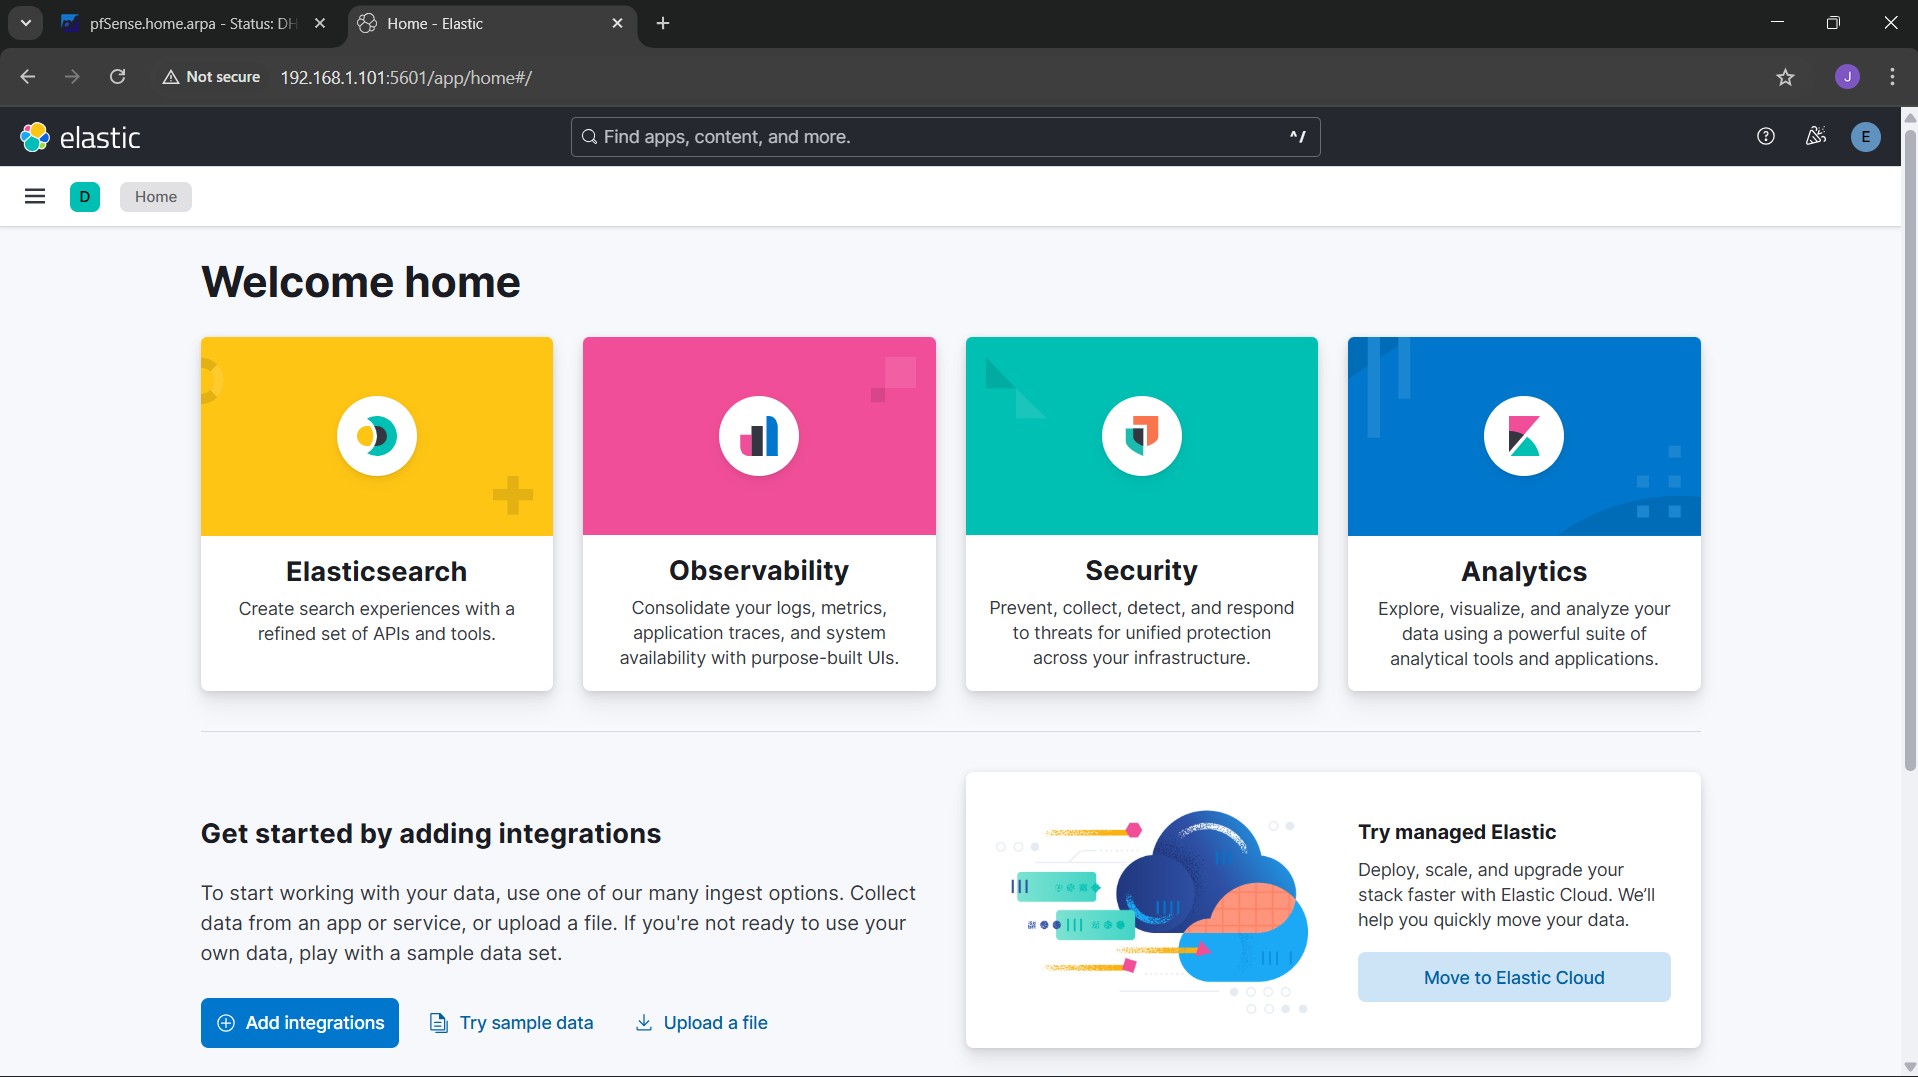 pfSense.home.arpa - Status: DH
Home - Elastic
Not secure
192.168.1.101:5601/app/home#/
J
elastic
Find apps, content, and more.
^/
E
D
Home
Welcome home
Elasticsearch
Create search experiences with a
refined set of APIs and tools.
Observability
Consolidate your logs, metrics,
application traces, and system
availability with purpose-built UIs.
Security
Prevent, collect, detect, and respond
to threats for unified protection
across your infrastructure.
Analytics
Explore, visualize, and analyze your
data using a powerful suite of
analytical tools and applications.
Get started by adding integrations
To start working with your data, use one of our many ingest options. Collect
data from an app or service, or upload a file. If you're not ready to use your
own data, play with a sample data set.
Add integrations
Try sample data
Upload a file
Try managed Elastic
Deploy, scale, and upgrade your
stack faster with Elastic Cloud. We’ll
help you quickly move your data.
Move to Elastic Cloud